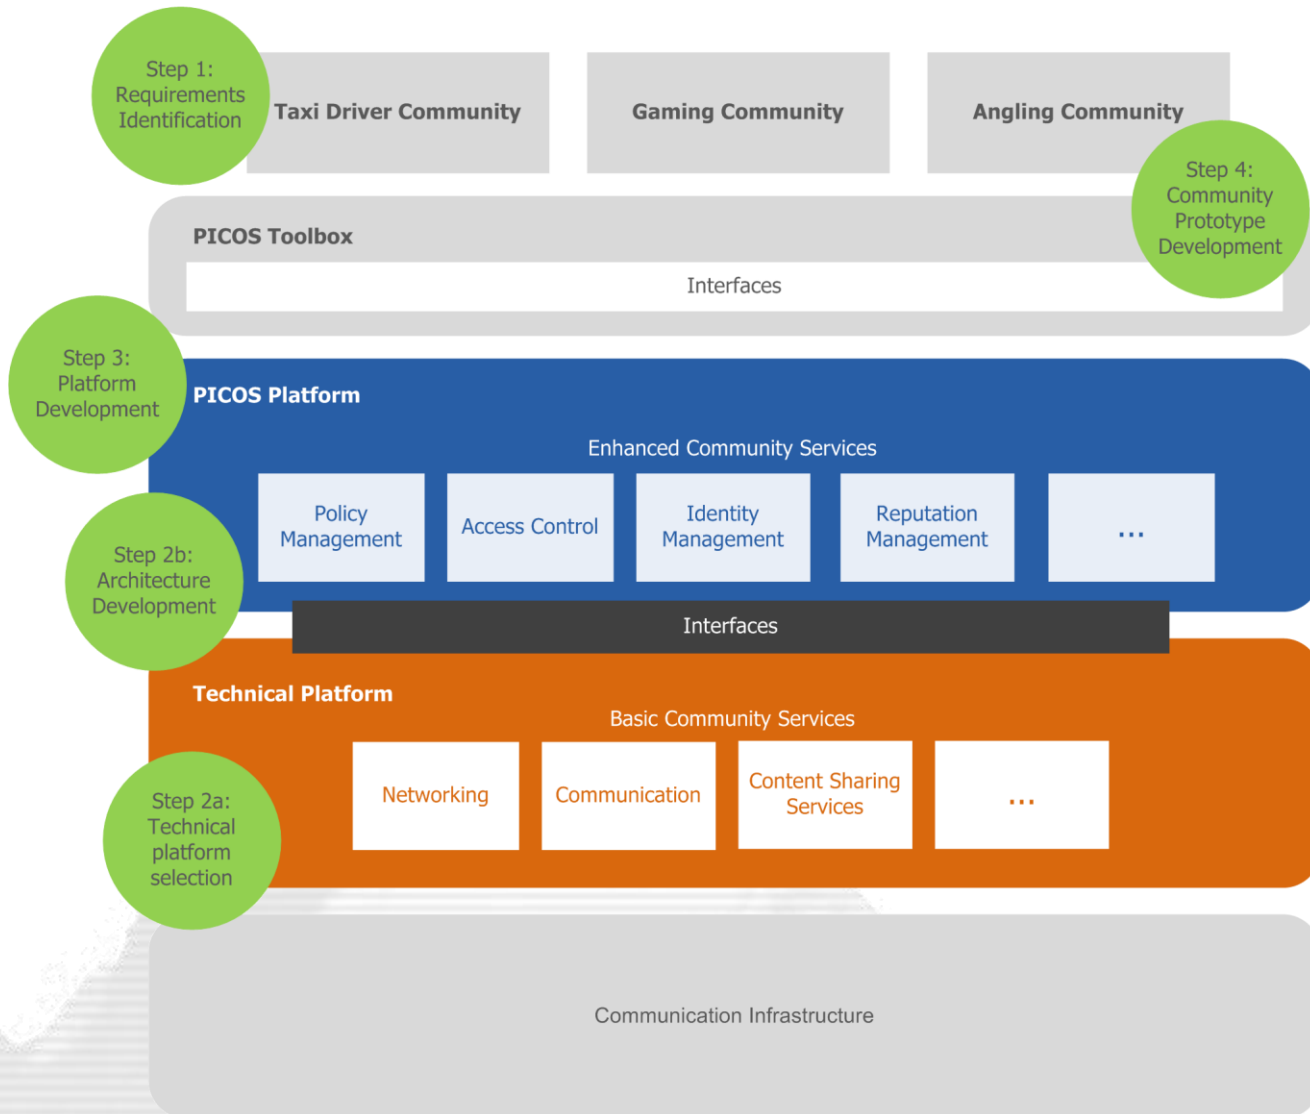 Step 1:
Requirements
Identification
Taxi Driver Community
Gaming Community
Angling Community
Step 4:
Community
Prototype
Development
PICOS Toolbox
Interfaces
Step 3:
Platform
Development
PICOS Platform
Enhanced Community Services
Policy
Management
Access Control
Identity
Management
Reputation
Management
...
Step 2b:
Architecture
Development
Interfaces
Technical Platform
Basic Community Services
Networking
Communication
Content Sharing
Services
...
Step 2a:
Technical
platform
selection
Communication Infrastructure